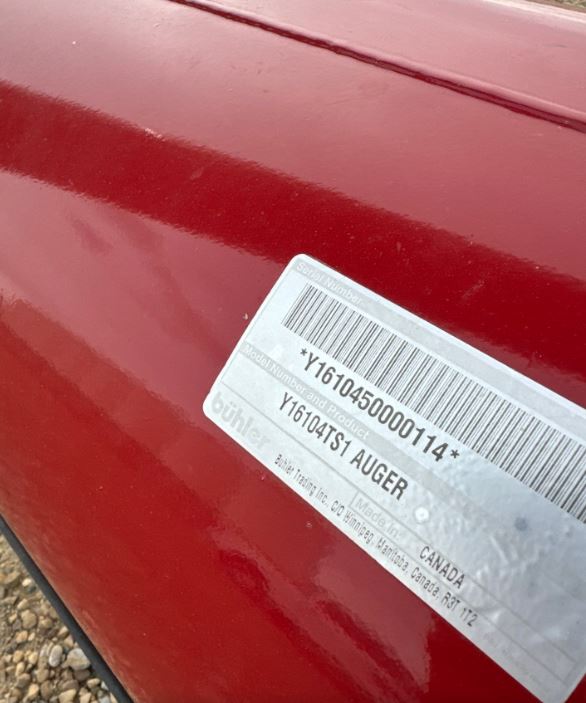 Serial Number
*Y1610450000114*
Model Number and Product
Y16104TS1 AUGER
bühler
Made in
CANADA
Buhler Trading Inc., C/O Winnipeg, Manitoba, Canada, R3T 1T2